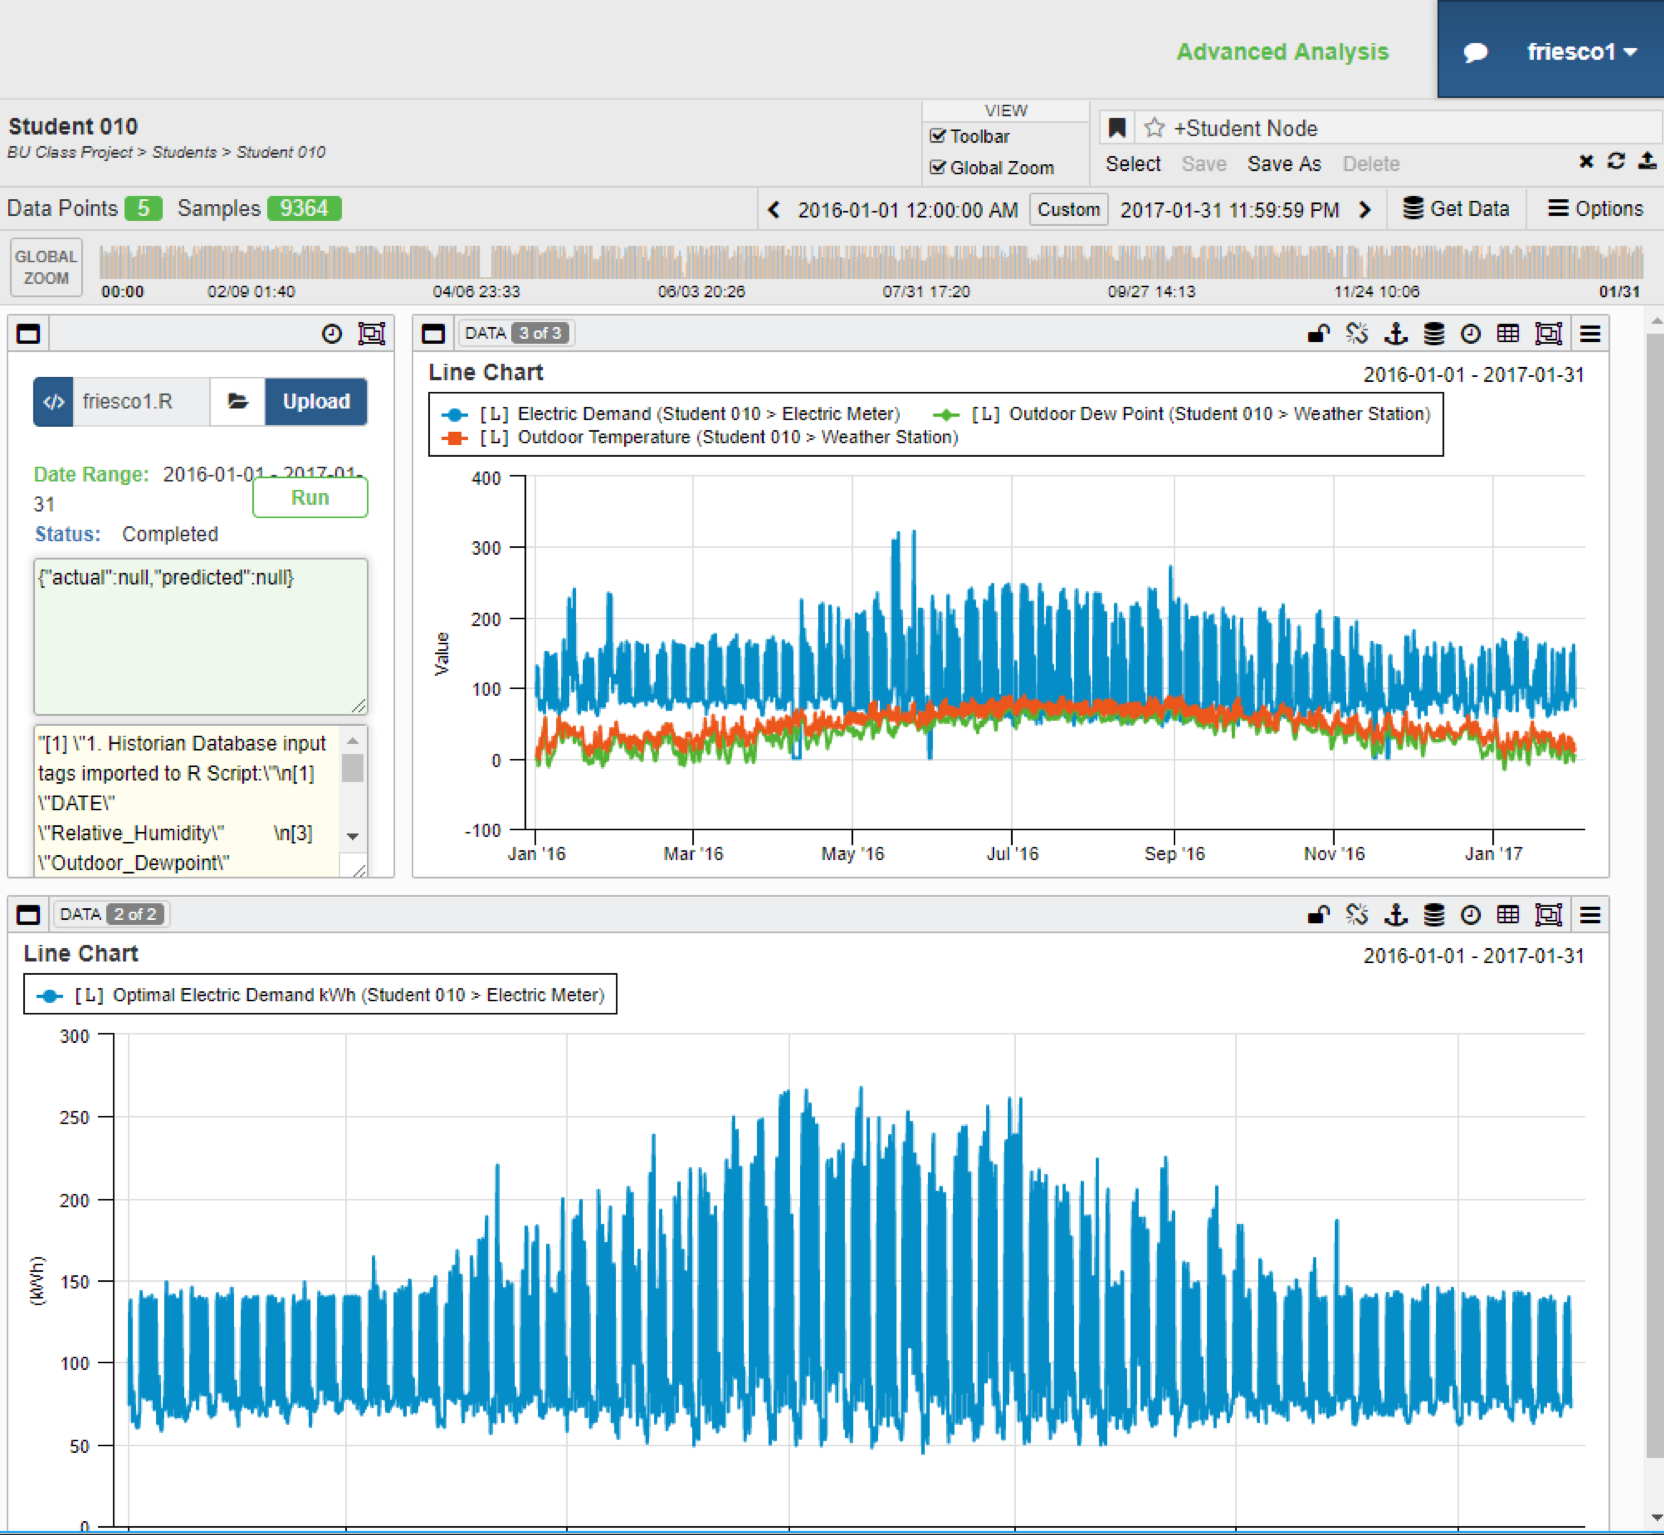 Advanced Analysis
friesco1
Student 010
BU Class Project > Students > Student 010
VIEW
Toolbar
Global Zoom
+Student Node
Select Save Save As Delete
Data Points 5 Samples 9364
2016-01-01 12:00:00 AM Custom 2017-01-31 11:59:59 PM
Get Data
Options
GLOBAL
ZOOM
00:00 02/09 01:40 04/06 23:33 06/03 20:26 07/31 17:20 09/27 14:13 11/24 10:06 01/31
</> friesco1.R Upload
Date Range: 2016-01-01 - 2017-01-
31
Run
Status: Completed
{"actual":null,"predicted":null}
"[1] \"1. Historian Database input
tags imported to R Script:\"\n[1]
\"DATE\"
\"Relative_Humidity\" \n[3]
\"Outdoor_Dewpoint\"
DATA 3 of 3
Line Chart
2016-01-01 - 2017-01-31
[L] Electric Demand (Student 010 > Electric Meter) [L] Outdoor Dew Point (Student 010 > Weather Station)
[L] Outdoor Temperature (Student 010 > Weather Station)
400
300
200
100
0
-100
Value
Jan '16 Mar '16 May '16 Jul '16 Sep '16 Nov '16 Jan '17
DATA 2 of 2
Line Chart
2016-01-01 - 2017-01-31
[L] Optimal Electric Demand kWh (Student 010 > Electric Meter)
300
250
200
150
100
50
0
(kWh)